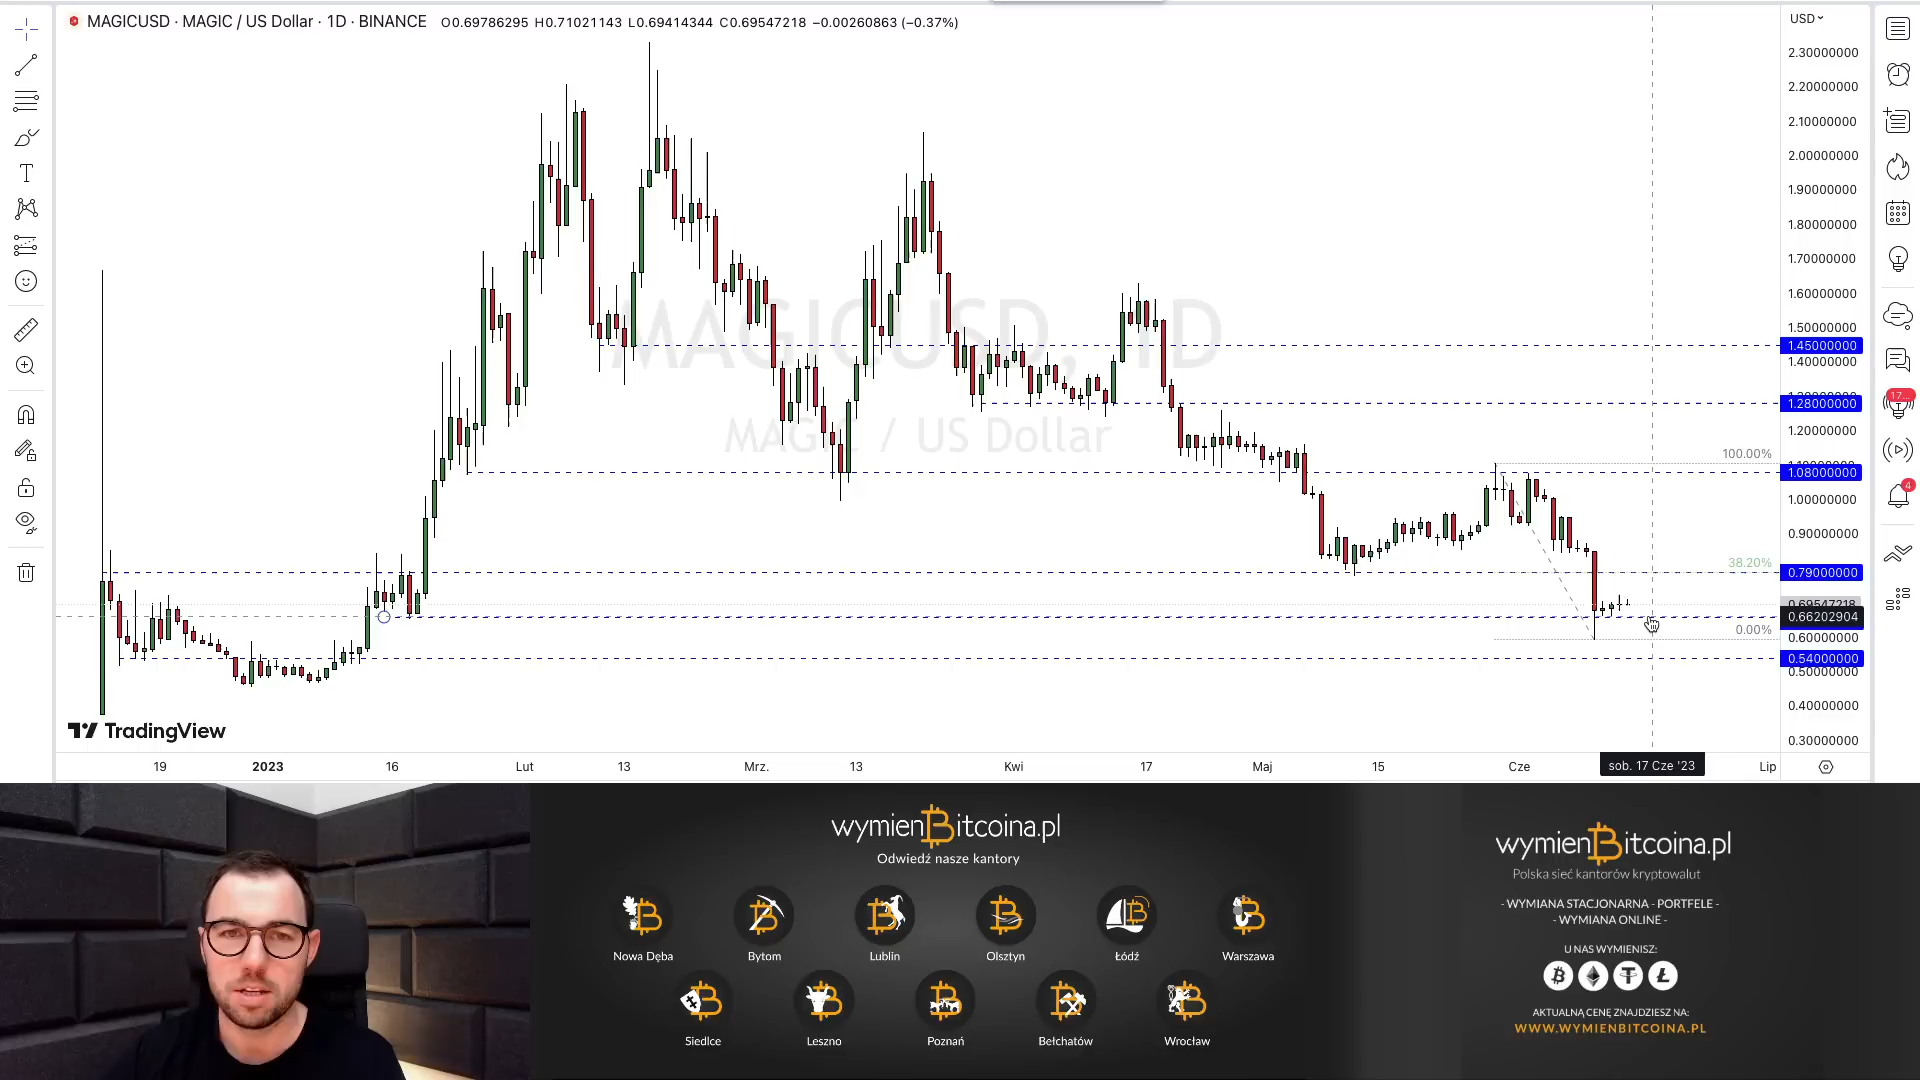 MAGICUSD · MAGIC / US Dollar · 1D · BINANCE O0.69786295 H0.71021143 L0.69414344 C0.69547218 −0.00260863 (−0.37%)
USD
2.30000000
2.20000000
2.10000000
2.00000000
1.90000000
1.80000000
1.70000000
1.60000000
1.50000000
1.45000000
1.40000000
1.28000000
1.20000000
1.08000000
1.00000000
0.90000000
0.79000000
0.69547218
0.66202904
0.60000000
0.54000000
0.50000000
0.40000000
0.30000000
MAGICUSD, 1D
MAGIC / US Dollar
100.00%
38.20%
0.00%
17...
4
TradingView
19 2023 16 Lut 13 Mrz. 13 Kwi 17 Maj 15 Cze sob. 17 Cze '23 Lip
wymienBitcoina.pl
Odwiedź nasze kantory
Nowa Dęba Bytom Lublin Olsztyn Łódź Warszawa
Siedlce Leszno Poznań Bełchatów Wrocław
wymienBitcoina.pl
Polska sieć kantorów kryptowalut
- WYMIANA STACJONARNA - PORTFELE -
- WYMIANA ONLINE -
U NAS WYMIENISZ:
AKTUALNĄ CENĘ ZNAJDZIESZ NA:
WWW.WYMIENBITCOINA.PL